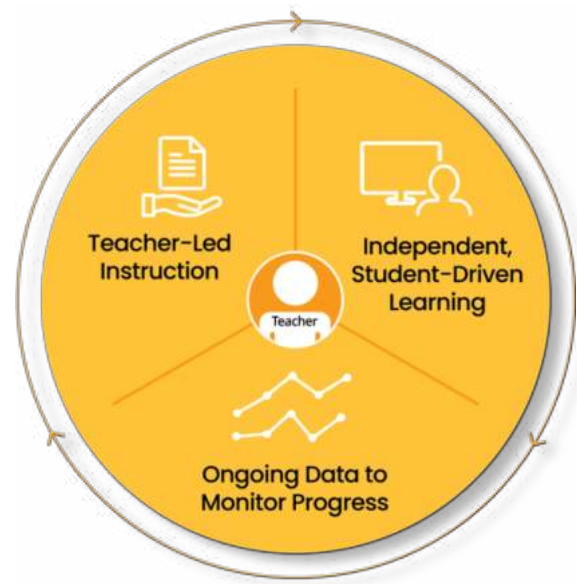 Teacher-Led
Instruction
Independent,
Student-Driven
Learning
Teacher
Ongoing Data to
Monitor Progress